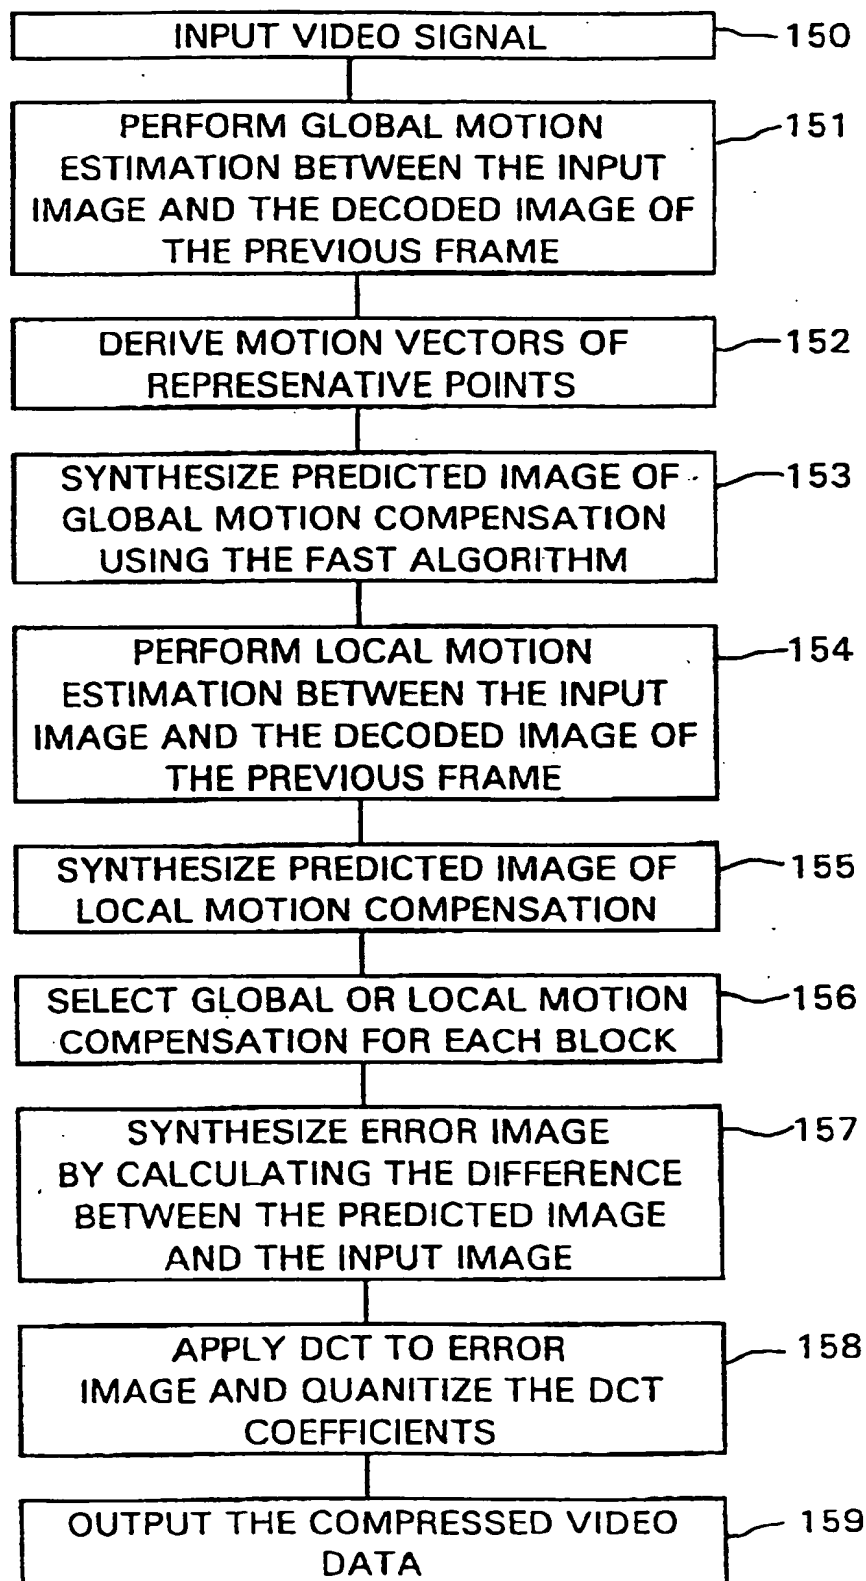 INPUT VIDEO SIGNAL
150
PERFORM GLOBAL MOTION
ESTIMATION BETWEEN THE INPUT
IMAGE AND THE DECODED IMAGE OF
THE PREVIOUS FRAME
151
DERIVE MOTION VECTORS OF
REPRESENATIVE POINTS
152
SYNTHESIZE PREDICTED IMAGE OF
GLOBAL MOTION COMPENSATION
USING THE FAST ALGORITHM
153
PERFORM LOCAL MOTION
ESTIMATION BETWEEN THE INPUT
IMAGE AND THE DECODED IMAGE OF
THE PREVIOUS FRAME
154
SYNTHESIZE PREDICTED IMAGE OF
LOCAL MOTION COMPENSATION
155
SELECT GLOBAL OR LOCAL MOTION
COMPENSATION FOR EACH BLOCK
156
SYNTHESIZE ERROR IMAGE
BY CALCULATING THE DIFFERENCE
BETWEEN THE PREDICTED IMAGE
AND THE INPUT IMAGE
157
APPLY DCT TO ERROR
IMAGE AND QUANITIZE THE DCT
COEFFICIENTS
158
OUTPUT THE COMPRESSED VIDEO
DATA
159